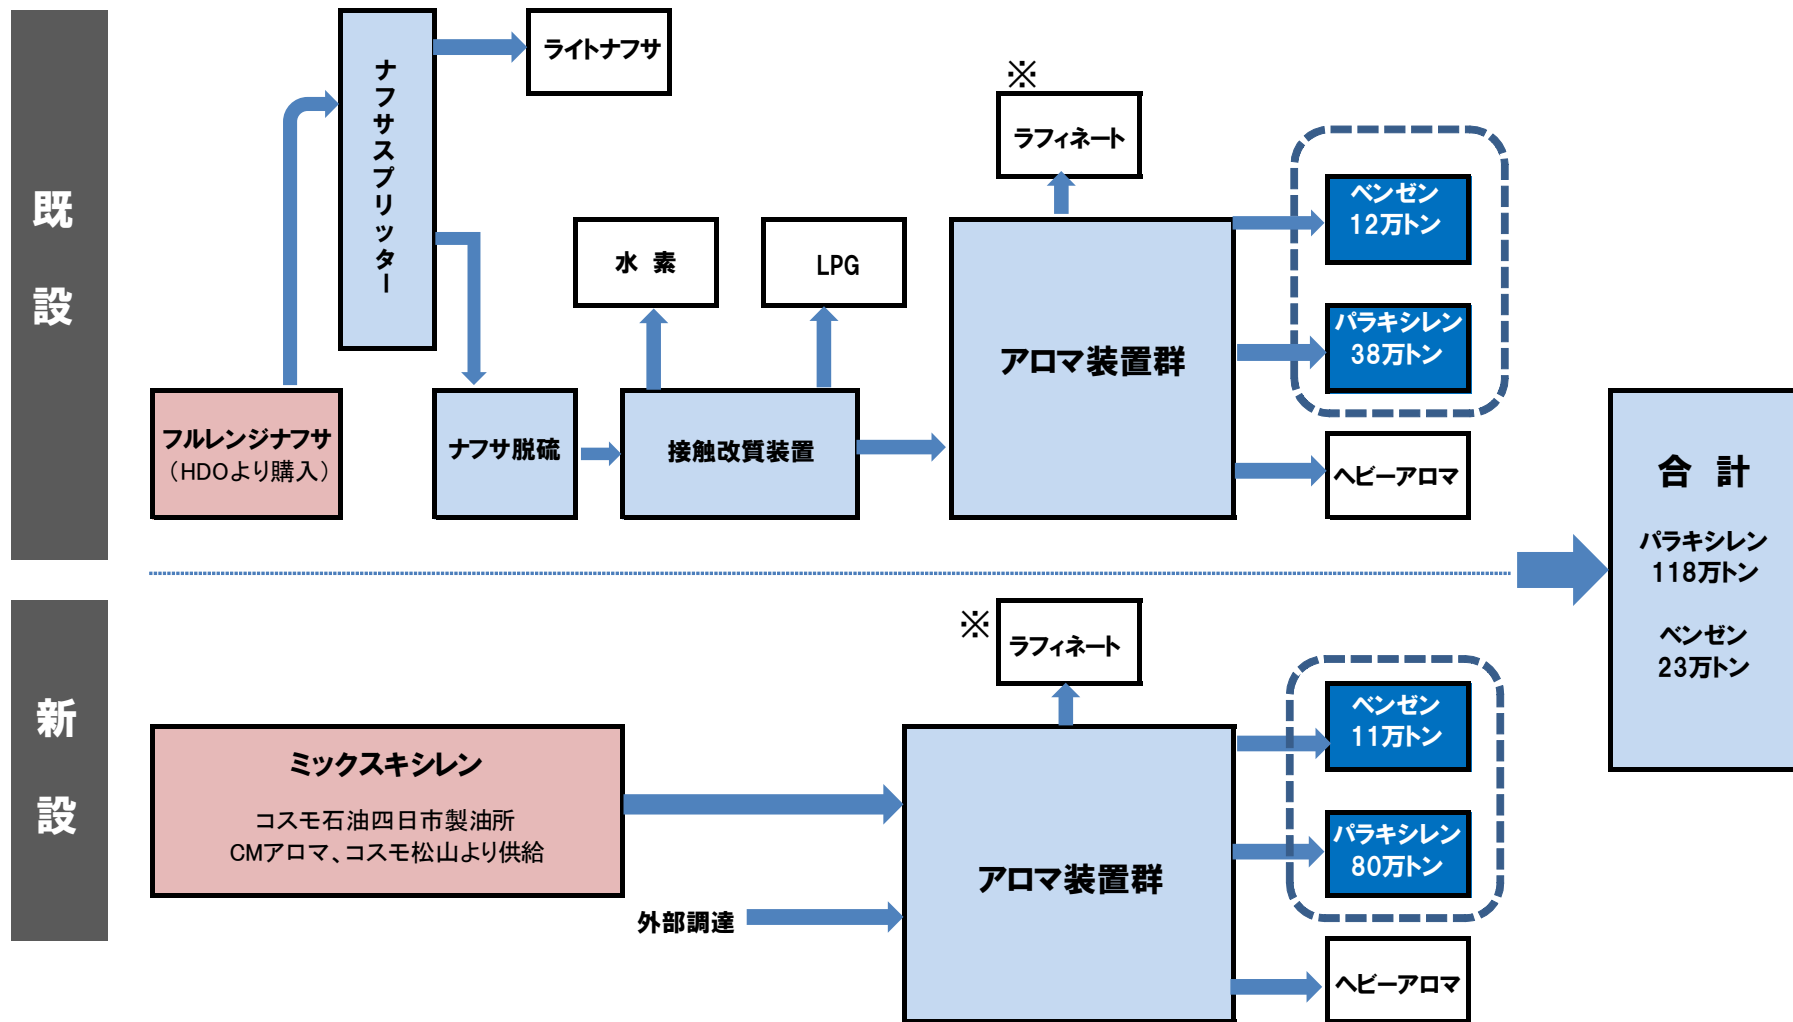 既設
ナフサスプリッター
ライトナフサ
※
ラフィネート
ベンゼン
12万トン
水 素
LPG
パラキシレン
38万トン
アロマ装置群
フルレンジナフサ
（HDOより購入）
ナフサ脱硫
接触改質装置
ヘビーアロマ
合 計
パラキシレン
118万トン
ベンゼン
23万トン
新設
※
ラフィネート
ベンゼン
11万トン
ミックスキシレン
コスモ石油四日市製油所
CMアロマ、コスモ松山より供給
パラキシレン
80万トン
アロマ装置群
外部調達
ヘビーアロマ